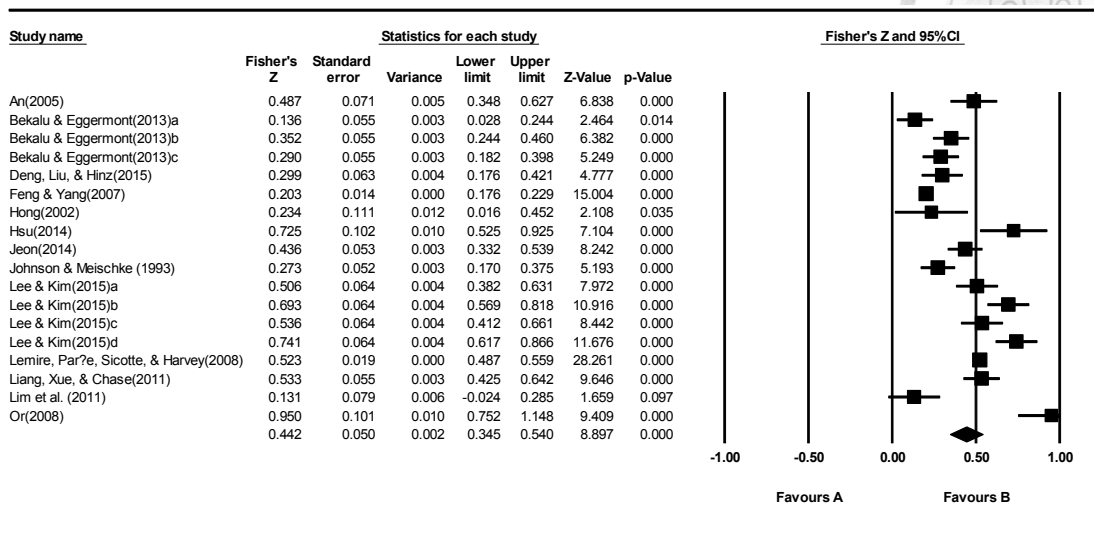 Study name Statistics for each study Fisher's Z and 95%CI
Fisher's Standard Lower Upper
Z error Variance limit limit Z-Value p-Value
An(2005) 0.487 0.071 0.005 0.348 0.627 6.838 0.000
Bekalu & Eggermont(2013)a 0.136 0.055 0.003 0.028 0.244 2.464 0.014
Bekalu & Eggermont(2013)b 0.352 0.055 0.003 0.244 0.460 6.382 0.000
Bekalu & Eggermont(2013)c 0.290 0.055 0.003 0.182 0.398 5.249 0.000
Deng, Liu, & Hinz(2015) 0.299 0.063 0.004 0.176 0.421 4.777 0.000
Feng & Yang(2007) 0.203 0.014 0.000 0.176 0.229 15.004 0.000
Hong(2002) 0.234 0.111 0.012 0.016 0.452 2.108 0.035
Hsu(2014) 0.725 0.102 0.010 0.525 0.925 7.104 0.000
Jeon(2014) 0.436 0.053 0.003 0.332 0.539 8.242 0.000
Johnson & Meischke (1993) 0.273 0.052 0.003 0.170 0.375 5.193 0.000
Lee & Kim(2015)a 0.506 0.064 0.004 0.382 0.631 7.972 0.000
Lee & Kim(2015)b 0.693 0.064 0.004 0.569 0.818 10.916 0.000
Lee & Kim(2015)c 0.536 0.064 0.004 0.412 0.661 8.442 0.000
Lee & Kim(2015)d 0.741 0.064 0.004 0.617 0.866 11.676 0.000
Lemire, Par?e, Sicotte, & Harvey(2008) 0.523 0.019 0.000 0.487 0.559 28.261 0.000
Liang, Xue, & Chase(2011) 0.533 0.055 0.003 0.425 0.642 9.646 0.000
Lim et al. (2011) 0.131 0.079 0.006 -0.024 0.285 1.659 0.097
Or(2008) 0.950 0.101 0.010 0.752 1.148 9.409 0.000
0.442 0.050 0.002 0.345 0.540 8.897 0.000
-1.00 -0.50 0.00 0.50 1.00
Favours A Favours B